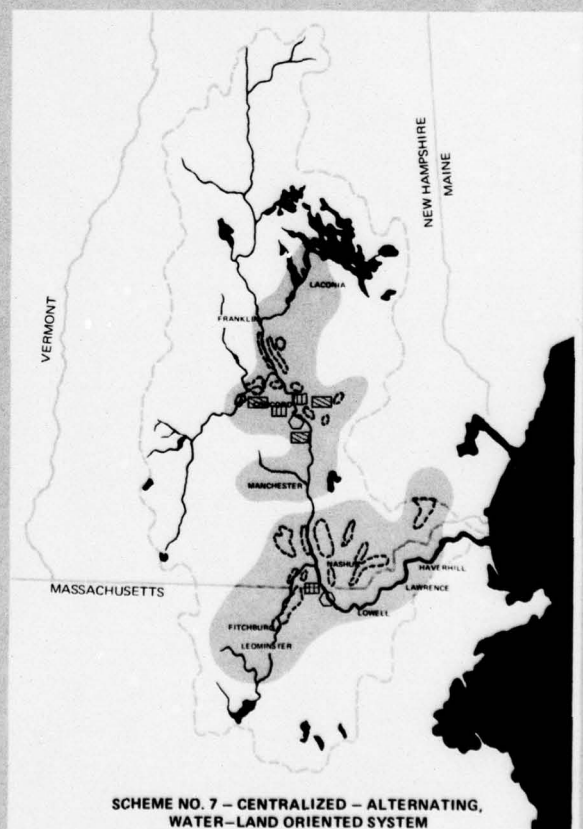 NEW HAMPSHIRE
MAINE
VERMONT
LACONIA
FRANKLIN
CONCORD
MANCHESTER
NASHUA
HAVERHILL
MASSACHUSETTS
LAWRENCE
LOWELL
FITCHBURG
LEOMINSTER
SCHEME NO. 7 – CENTRALIZED – ALTERNATING,
WATER–LAND ORIENTED SYSTEM